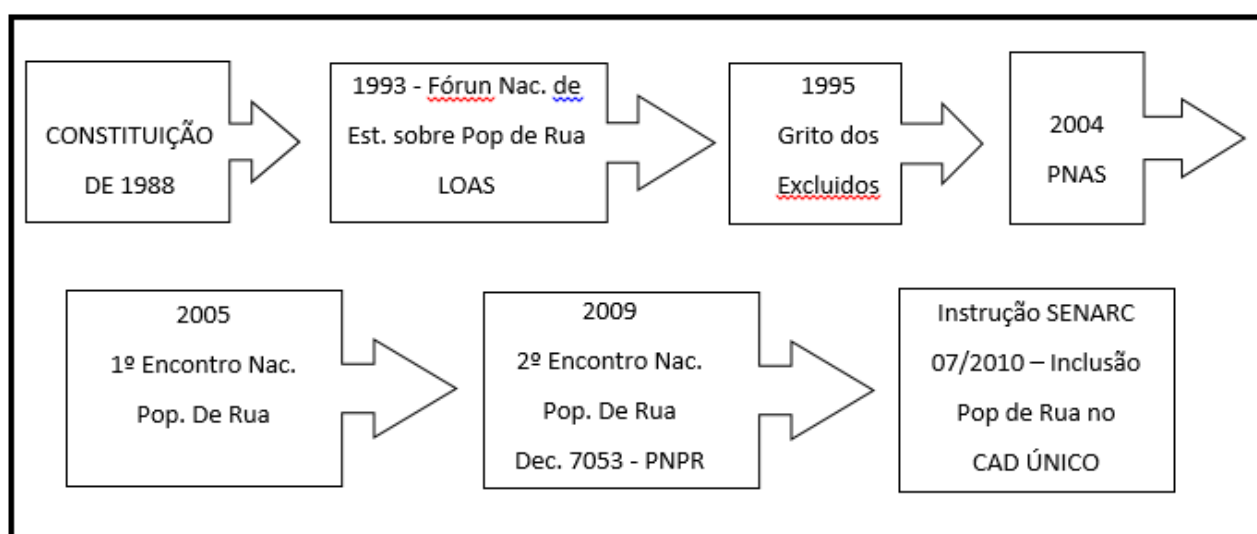 CONSTITUIÇÃO
DE 1988
1993 - Fórun Nac. de
Est. sobre Pop de Rua
LOAS
1995
Grito dos
Excluidos
2004
PNAS
2005
1º Encontro Nac.
Pop. De Rua
2009
2º Encontro Nac.
Pop. De Rua
Dec. 7053 - PNPR
Instrução SENARC
07/2010 – Inclusão
Pop de Rua no
CAD ÚNICO